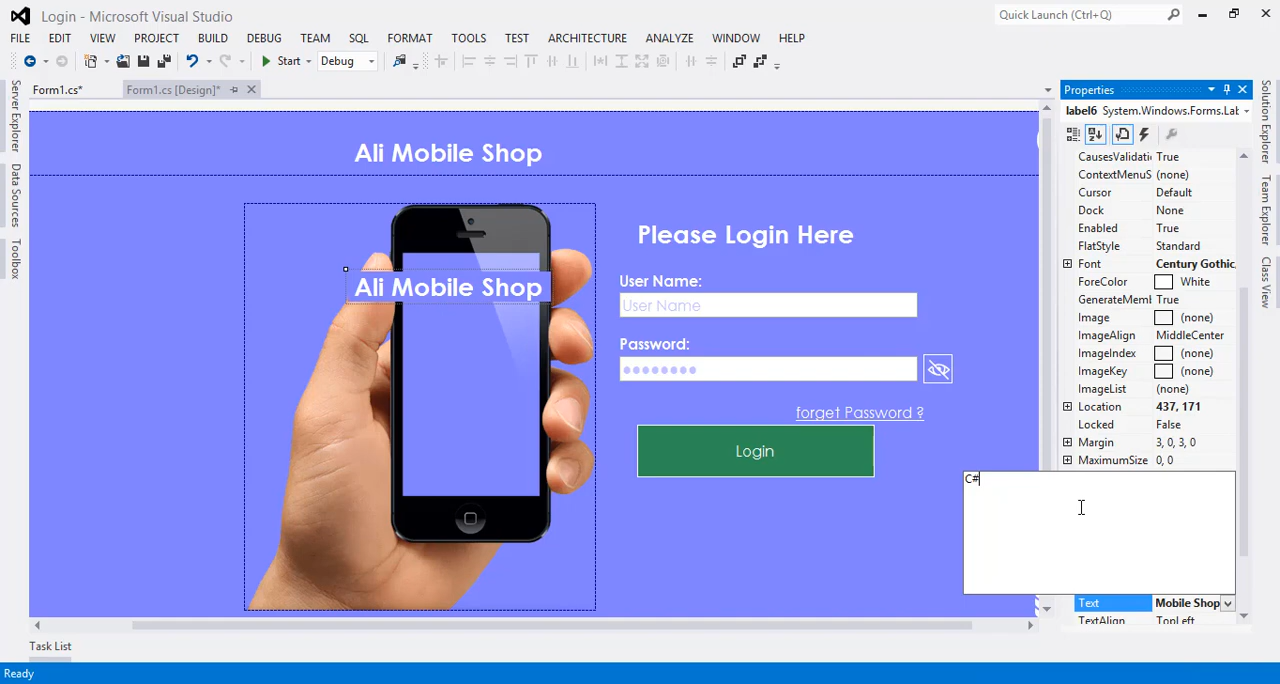 Login - Microsoft Visual Studio
Quick Launch (Ctrl+Q)
FILE EDIT VIEW PROJECT BUILD DEBUG TEAM SQL FORMAT TOOLS TEST ARCHITECTURE ANALYZE WINDOW HELP
Start Debug
Form1.cs*
Form1.cs [Design]*
Server Explorer
Data Sources
Toolbox
Ali Mobile Shop
Ali Mobile Shop
Please Login Here
User Name:
User Name
Password:
forget Password ?
Login
Properties
label6 System.Windows.Forms.Lab
CausesValidati True
ContextMenuS (none)
Cursor Default
Dock None
Enabled True
FlatStyle Standard
Font Century Gothic,
ForeColor White
GenerateMemb True
Image (none)
ImageAlign MiddleCenter
ImageIndex (none)
ImageKey (none)
ImageList (none)
Location 437, 171
Locked False
Margin 3, 0, 3, 0
MaximumSize 0, 0
C#
Text Mobile Shop
TextAlign TopLeft
Solution Explorer
Team Explorer
Class View
Task List
Ready